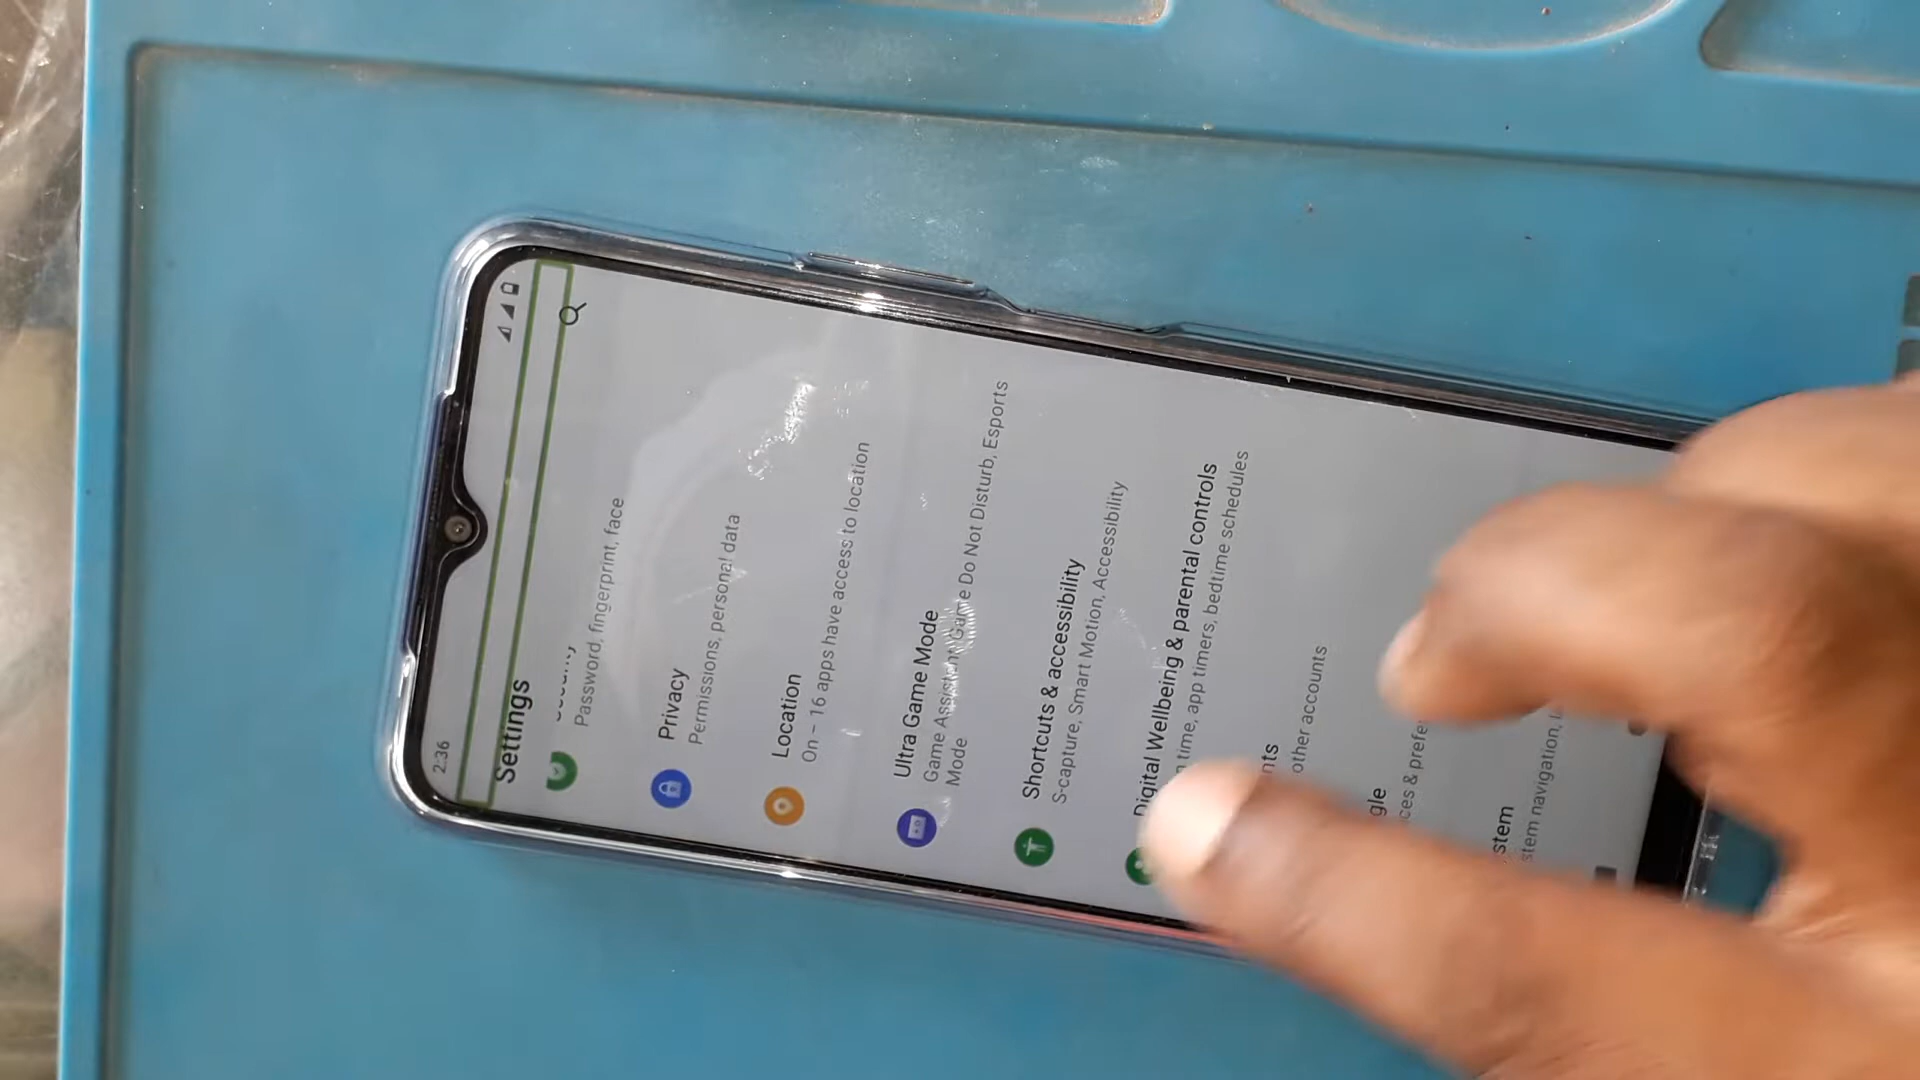 2:36
Settings
Password, fingerprint, face
Privacy
Permissions, personal data
Location
On – 16 apps have access to location
Ultra Game Mode
Game Assistant, Game Do Not Disturb, Esports
Mode
Shortcuts & accessibility
S-capture, Smart Motion, Accessibility
Digital Wellbeing & parental controls
time, app timers, bedtime schedules
other accounts